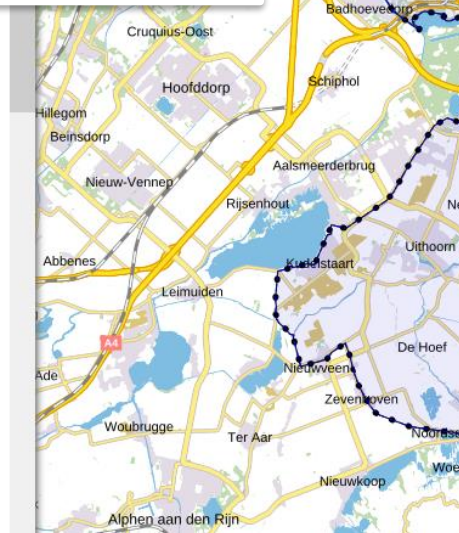 Badhoevedorp
Cruquius-Oost
Schiphol
Hoofddorp
Hillegom
Beinsdorp
Aalsmeerderbrug
Nieuw-Vennep
Rijsenhout
Uithoorn
Abbenes
Kudelstaart
Leimuiden
A4
De Hoef
Nieuwveen
Ade
Zevenhoven
Woubrugge
Ter Aar
Nieuwkoop
Alphen aan den Rijn